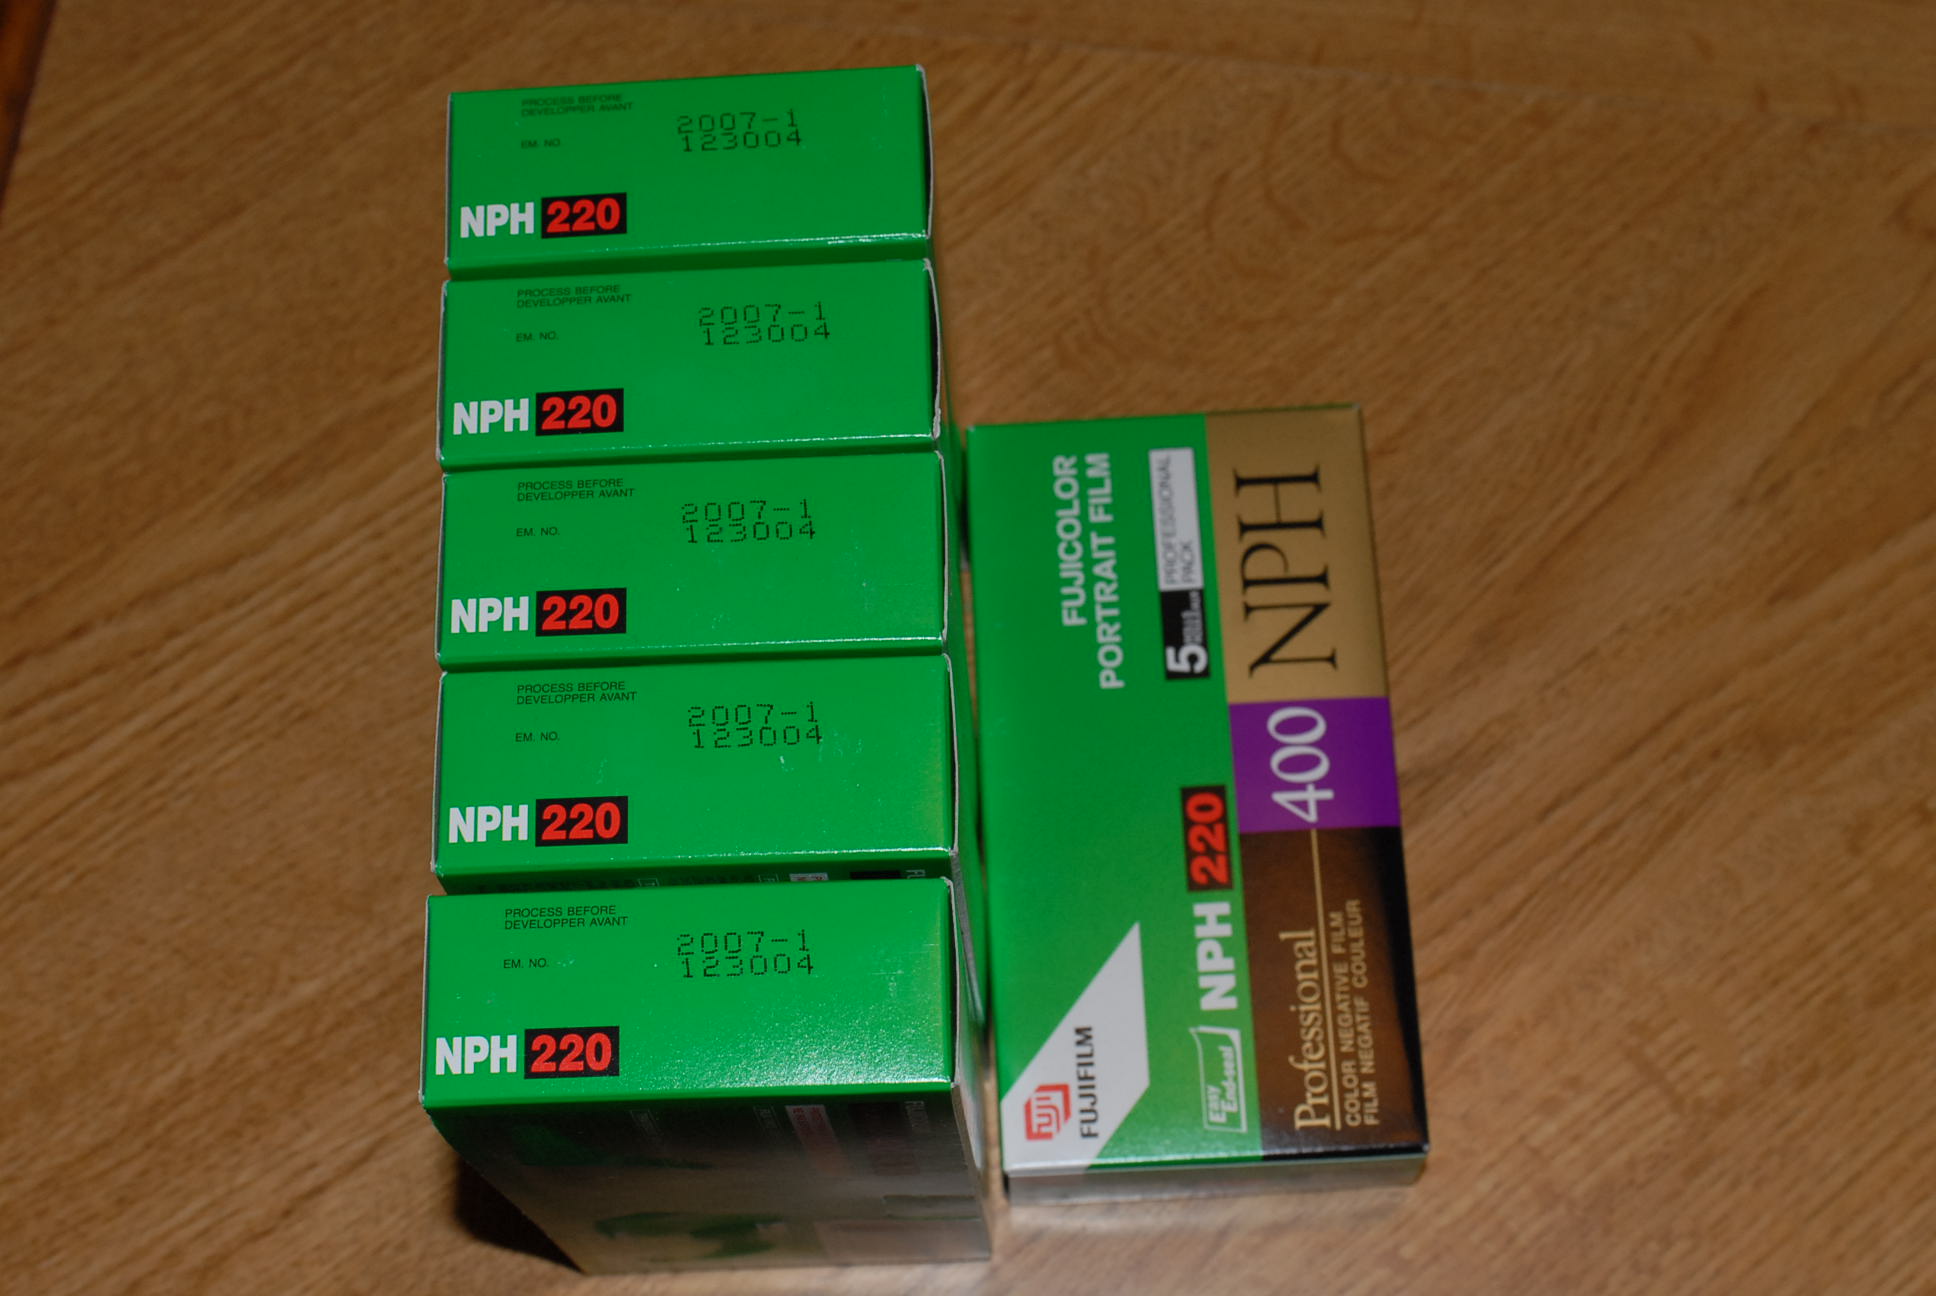 PROCESS BEFORE
DEVELOPPER AVANT
2007-1
EM. NO.
123004
NPH 220
PROCESS BEFORE
DEVELOPPER AVANT
2007-1
EM. NO.
123004
NPH 220
PROCESS BEFORE
DEVELOPPER AVANT
2007-1
EM. NO.
123004
NPH 220
PROCESS BEFORE
DEVELOPPER AVANT
2007-1
EM. NO.
123004
NPH 220
PROCESS BEFORE
DEVELOPPER AVANT
2007-1
EM. NO.
123004
NPH 220
FUJICOLOR
PORTRAIT FILM
5
PROFESSIONAL
PACK
FUJI
FUJIFILM
Easy
End-seal
NPH 220
400 NPH
Professional
COLOR NEGATIVE FILM
FILM NEGATIF COULEUR